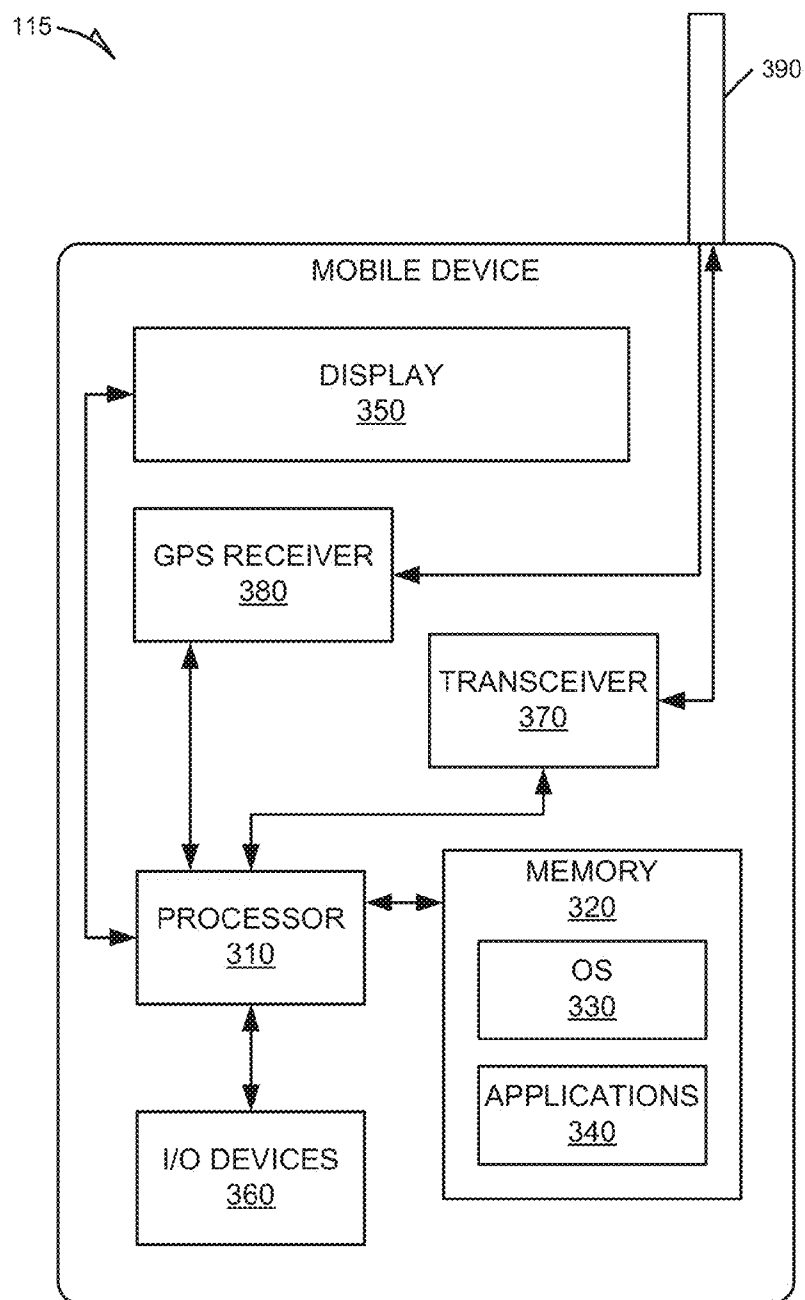 115
390
MOBILE DEVICE
DISPLAY
350
GPS RECEIVER
380
TRANSCEIVER
370
PROCESSOR
310
MEMORY
320
OS
330
APPLICATIONS
340
I/O DEVICES
360